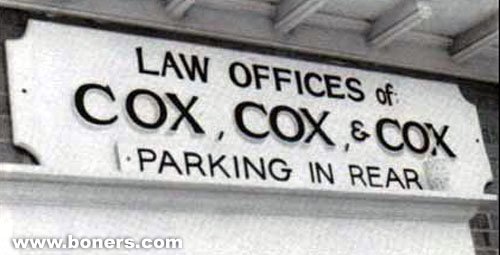 LAW OFFICES of:
COX, COX, & COX
· PARKING IN REAR
www.boners.com